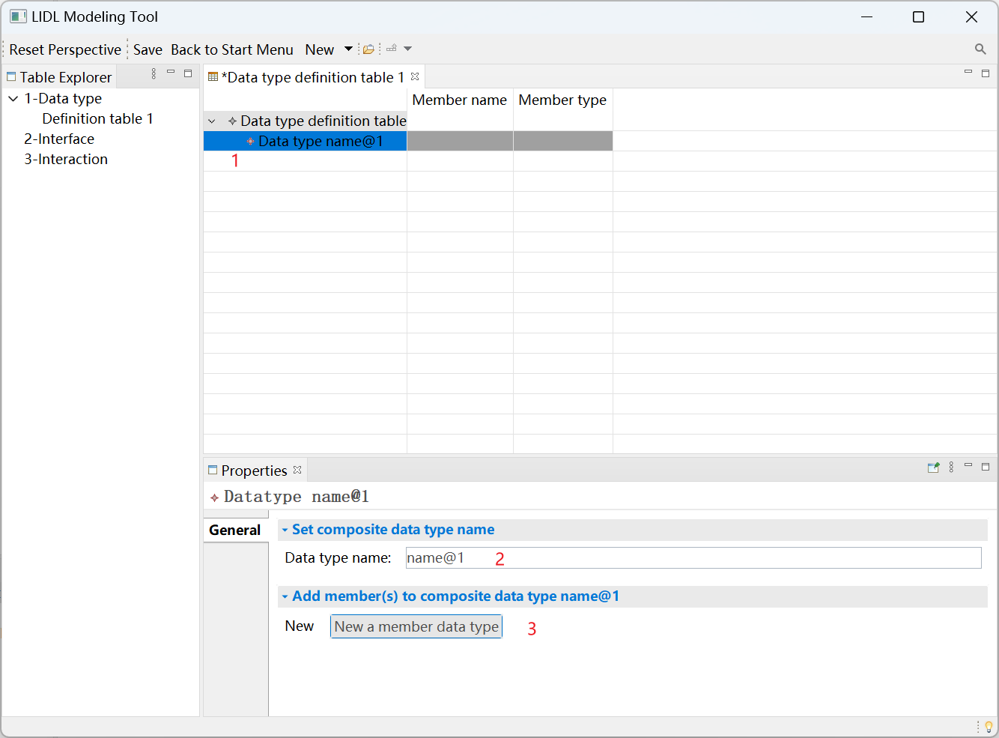 LIDL Modeling Tool
Reset Perspective Save Back to Start Menu New
Table Explorer
*Data type definition table 1
1-Data type
Definition table 1
2-Interface
3-Interaction
Member name Member type
Data type definition table
Data type name@1
1
Properties
Datatype name@1
General
Set composite data type name
Data type name: name@1 2
Add member(s) to composite data type name@1
New New a member data type 3